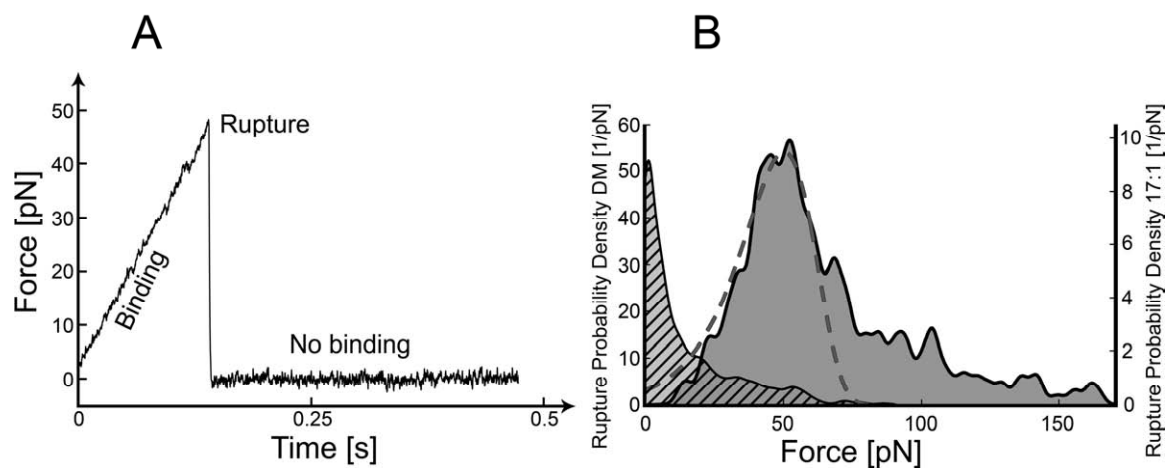 A
B
50
40
30
20
10
0
Force [pN]
Binding
Rupture
No binding
0
0.25
0.5
Time [s]
Rupture Probability Density DM [1/pN]
60
50
40
30
20
10
0
10
8
6
4
2
0
Rupture Probability Density 17:1 [1/pN]
0
50
100
150
Force [pN]